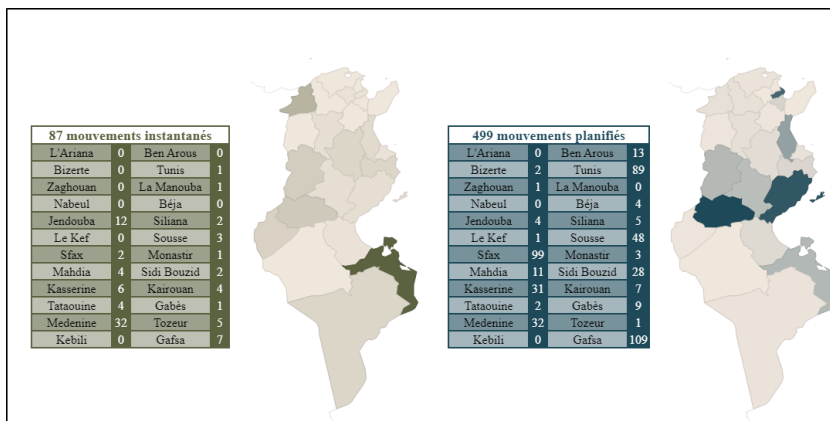 87 mouvements instantanés
L'Ariana 0 Ben Arous 0
Bizerte 0 Tunis 1
Zaghouan 0 La Manouba 1
Nabeul 0 Béja 0
Jendouba 12 Siliana 2
Le Kef 0 Sousse 3
Sfax 2 Monastir 1
Mahdia 4 Sidi Bouzid 2
Kasserine 6 Kairouan 4
Tataouine 4 Gabès 1
Medenine 32 Tozeur 5
Kebili 0 Gafsa 7
499 mouvements planifiés
L'Ariana 0 Ben Arous 13
Bizerte 2 Tunis 89
Zaghouan 1 La Manouba 0
Nabeul 0 Béja 4
Jendouba 4 Siliana 5
Le Kef 1 Sousse 48
Sfax 99 Monastir 3
Mahdia 11 Sidi Bouzid 28
Kasserine 31 Kairouan 7
Tataouine 2 Gabès 9
Medenine 32 Tozeur 1
Kebili 0 Gafsa 109